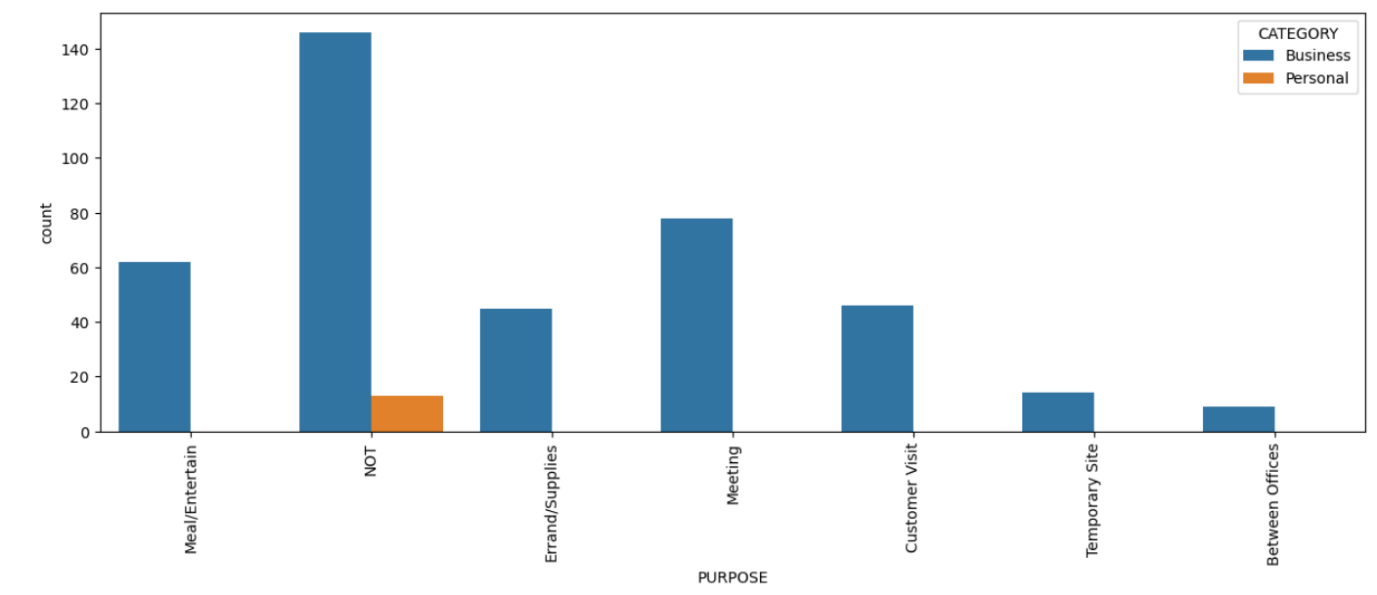 CATEGORY
Business
Personal
140
120
100
80
60
40
20
0
count
Meal/Entertain
NOT
Errand/Supplies
Meeting
Customer Visit
Temporary Site
Between Offices
PURPOSE